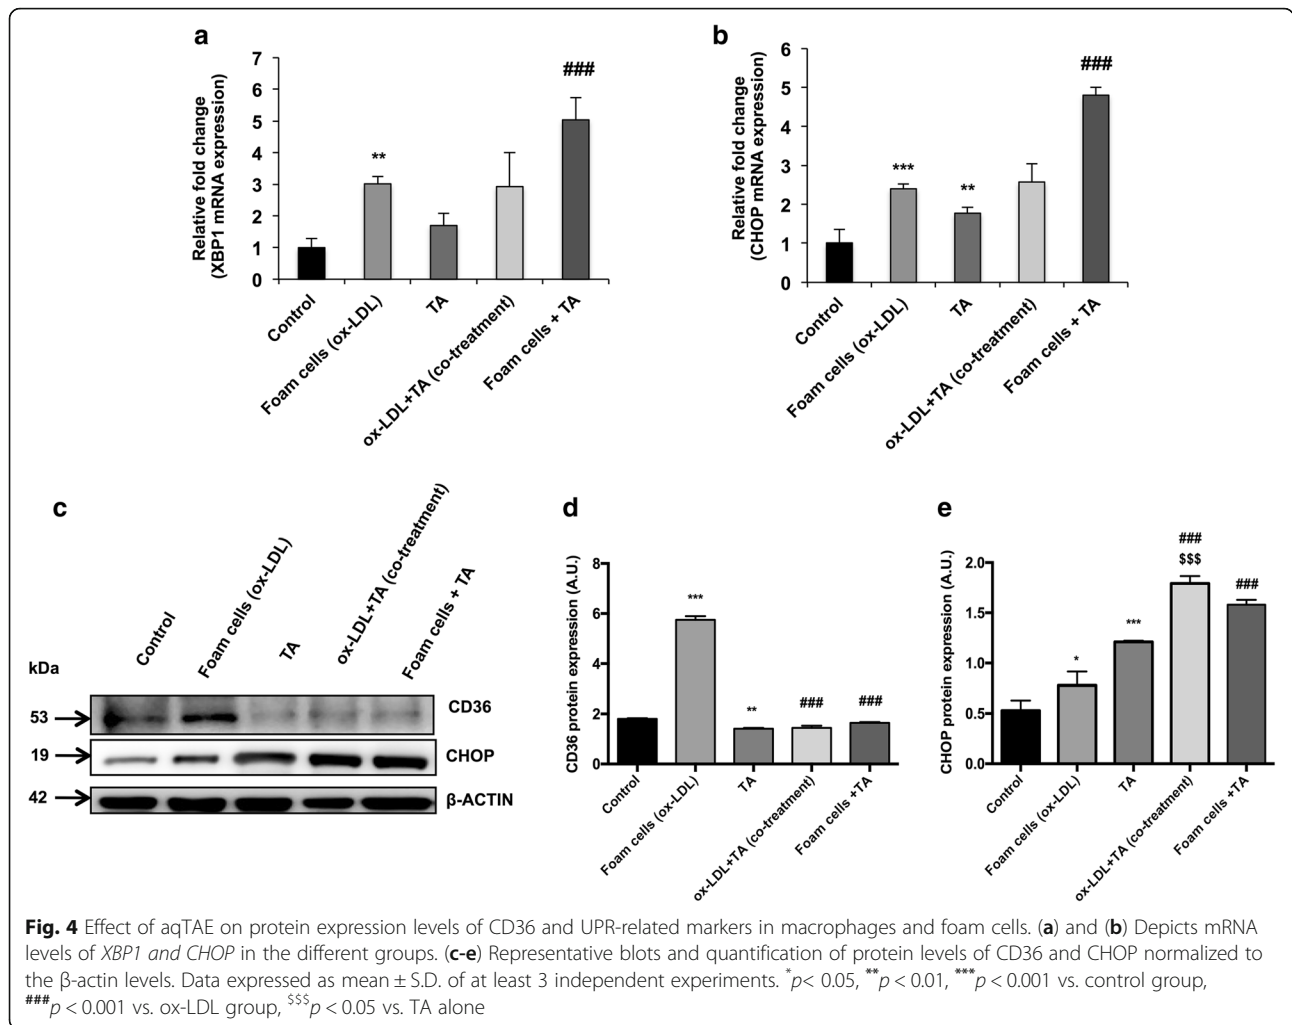 a
Relative fold change
(XBP1 mRNA expression)
7
6
5
4
3
2
1
0
**
###
Control
Foam cells (ox-LDL)
TA
ox-LDL+TA (co-treatment)
Foam cells + TA
b
Relative fold change
(CHOP mRNA expression)
6
5
4
3
2
1
0
***
**
###
Control
Foam cells (ox-LDL)
TA
ox-LDL+TA (co-treatment)
Foam cells + TA
c
Control
Foam cells (ox-LDL)
TA
ox-LDL+TA (co-treatment)
Foam cells + TA
kDa
53
CD36
19
CHOP
42
β-ACTIN
d
CD36 protein expression (A.U.)
8
6
4
2
0
***
**
###
###
Control
Foam cells (ox-LDL)
TA
ox-LDL+TA (co-treatment)
Foam cells +TA
e
CHOP protein expression (A.U.)
2.0
1.5
1.0
0.5
0.0
*
***
###
$$$
###
Control
Foam cells (ox-LDL)
TA
ox-LDL+TA (co-treatment)
Foam cells +TA
Fig. 4 Effect of aqTAE on protein expression levels of CD36 and UPR-related markers in macrophages and foam cells. (a) and (b) Depicts mRNA
levels of XBP1 and CHOP in the different groups. (c-e) Representative blots and quantification of protein levels of CD36 and CHOP normalized to
the β-actin levels. Data expressed as mean ± S.D. of at least 3 independent experiments. *p< 0.05, **p < 0.01, ***p < 0.001 vs. control group,
###p < 0.001 vs. ox-LDL group, $$$p < 0.05 vs. TA alone